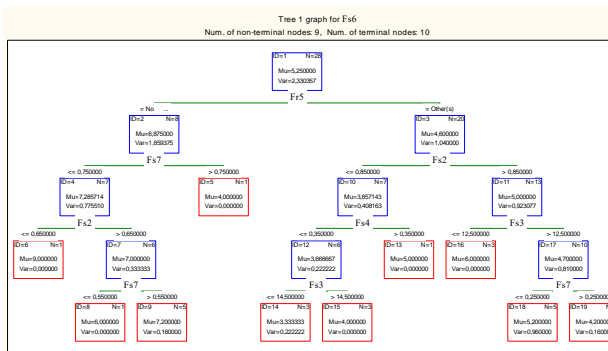 Tree 1 graph for Fs6
Num. of non-terminal nodes: 9,  Num. of terminal nodes: 10
ID=1 N=28
Mu=5,250000
Var=2,330357
Fr5
= No ...
= Other(s)
ID=2 N=8
Mu=6,875000
Var=1,859375
Fs7
ID=3 N=20
Mu=4,600000
Var=1,040000
Fs2
<= 0,750000
> 0,750000
<= 0,850000
> 0,850000
ID=4 N=7
Mu=7,285714
Var=0,775510
Fs2
ID=5 N=1
Mu=4,000000
Var=0,000000
ID=10 N=7
Mu=3,857143
Var=0,408163
Fs4
ID=11 N=13
Mu=5,000000
Var=0,923077
Fs3
<= 0,650000
> 0,650000
<= 0,350000
> 0,350000
<= 12,500000
> 12,500000
ID=6 N=1
Mu=9,000000
Var=0,000000
ID=7 N=6
Mu=7,000000
Var=0,333333
Fs7
ID=12 N=6
Mu=3,666667
Var=0,222222
Fs3
ID=13 N=1
Mu=5,000000
Var=0,000000
ID=16 N=3
Mu=6,000000
Var=0,000000
ID=17 N=10
Mu=4,700000
Var=0,810000
Fs7
<= 0,550000
> 0,550000
<= 14,500000
> 14,500000
<= 0,250000
> 0,250000
ID=8 N=1
Mu=6,000000
Var=0,000000
ID=9 N=5
Mu=7,200000
Var=0,160000
ID=14 N=3
Mu=3,333333
Var=0,222222
ID=15 N=3
Mu=4,000000
Var=0,000000
ID=18 N=5
Mu=5,200000
Var=0,960000
ID=19
Mu=4,20000
Var=0,16000